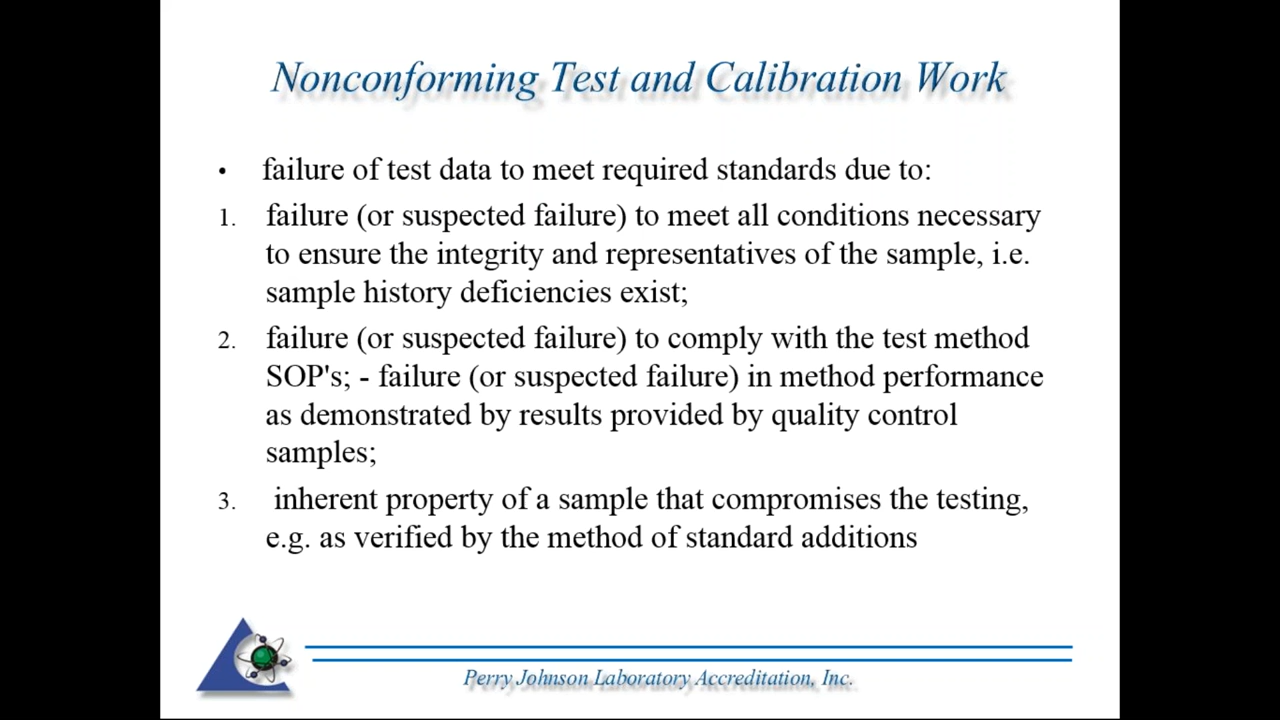 Nonconforming Test and Calibration Work
• failure of test data to meet required standards due to:
1. failure (or suspected failure) to meet all conditions necessary
to ensure the integrity and representatives of the sample, i.e.
sample history deficiencies exist;
2. failure (or suspected failure) to comply with the test method
SOP's; - failure (or suspected failure) in method performance
as demonstrated by results provided by quality control
samples;
3. inherent property of a sample that compromises the testing,
e.g. as verified by the method of standard additions
Perry Johnson Laboratory Accreditation, Inc.